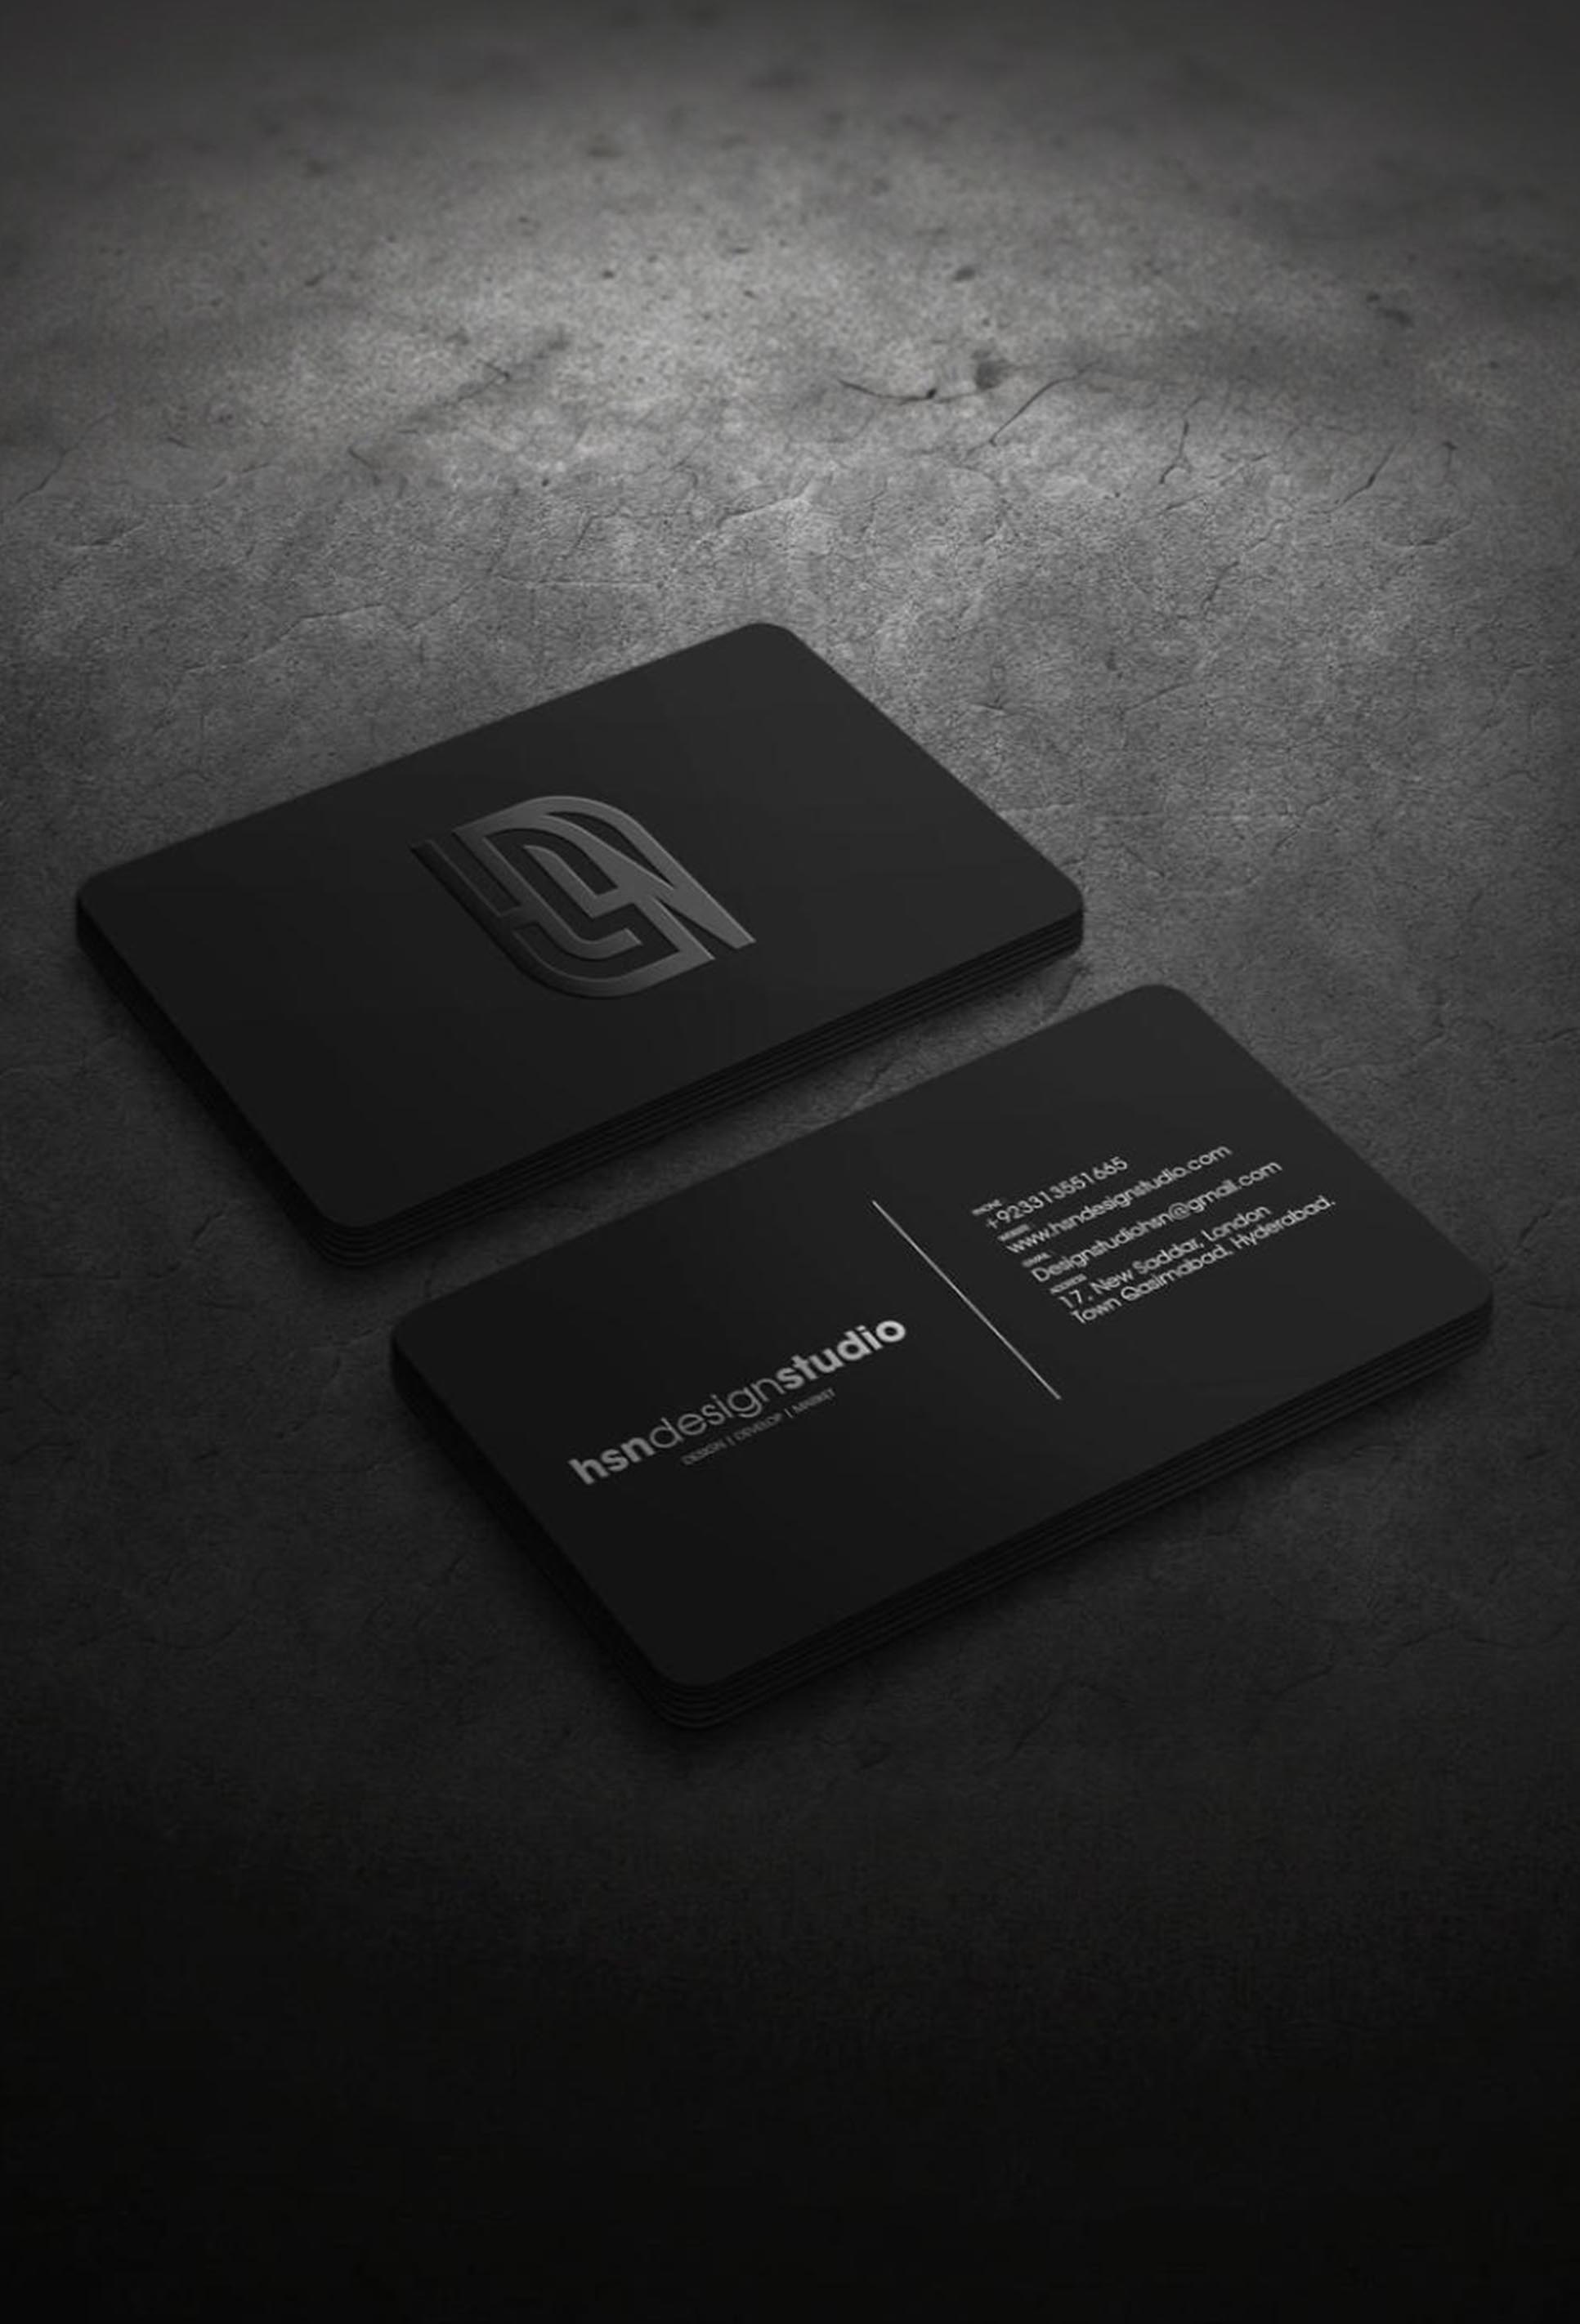 hsndesignstudio
DESIGN | DEVELOP | MARKET
PHONE
+923313551665
WEBSITE
www.hsndesignstudio.com
EMAIL
Designstudiohsn@gmail.com
ADDRESS
17, New Saddar, London
Town Qasimabad, Hyderabad.